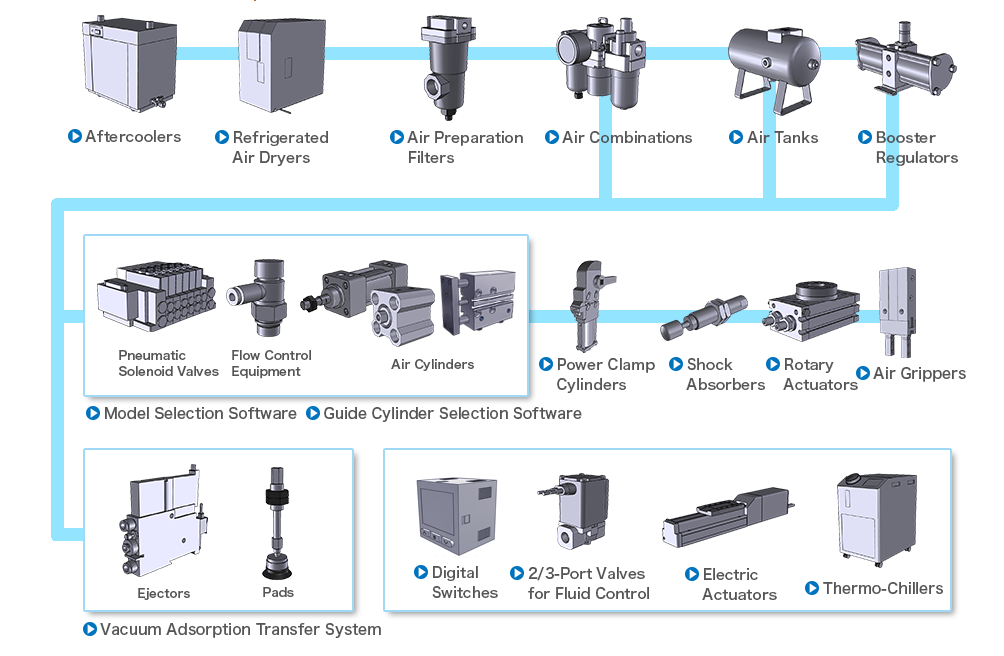 Aftercoolers
Refrigerated
Air Dryers
Air Preparation
Filters
Air Combinations
Air Tanks
Booster
Regulators
Pneumatic
Solenoid Valves
Flow Control
Equipment
Air Cylinders
Power Clamp
Cylinders
Shock
Absorbers
Rotary
Actuators
Air Grippers
Model Selection Software
Guide Cylinder Selection Software
Ejectors
Pads
Vacuum Adsorption Transfer System
Digital
Switches
2/3-Port Valves
for Fluid Control
Electric
Actuators
Thermo-Chillers